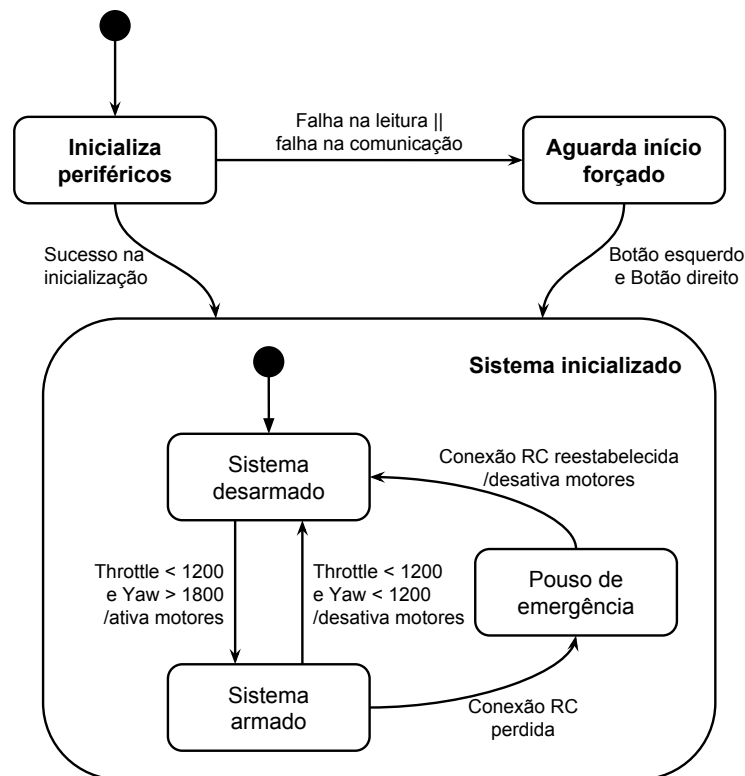 Inicializa
periféricos
Falha na leitura ||
falha na comunicação
Aguarda início
forçado
Sucesso na
inicialização
Botão esquerdo
e Botão direito
Sistema inicializado
Sistema
desarmado
Conexão RC reestabelecida
/desativa motores
Throttle < 1200
e Yaw > 1800
/ativa motores
Throttle < 1200
e Yaw < 1200
/desativa motores
Pouso de
emergência
Sistema
armado
Conexão RC
perdida